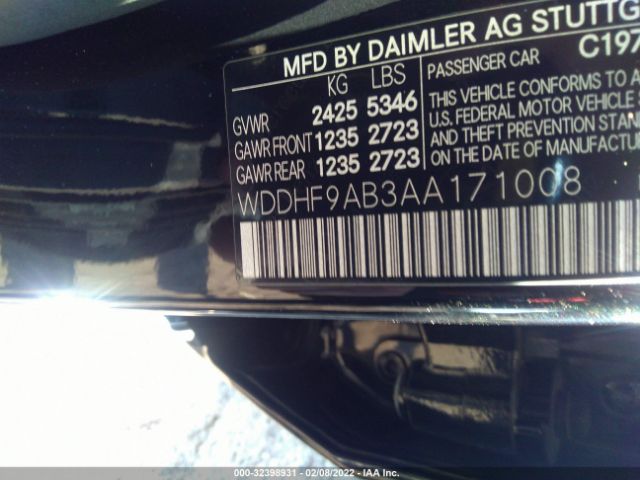 MFD BY DAIMLER AG STUTTG
KG LBS
GVWR 2425 5346
GAWR FRONT 1235 2723
GAWR REAR 1235 2723
PASSENGER CAR
THIS VEHICLE CONFORMS TO A
U.S. FEDERAL MOTOR VEHICLE
AND THEFT PREVENTION STAN
ON THE DATE OF MANUFACTU
WDDHF9AB3AA171008
000-32398931 - 02/08/2022 - IAA Inc.